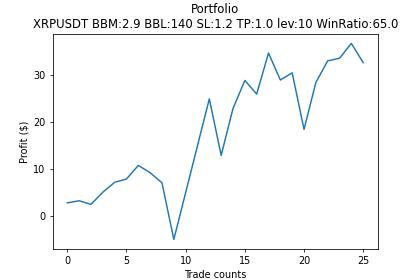 Portfolio
XRPUSDT BBM:2.9 BBL:140 SL:1.2 TP:1.0 lev:10 WinRatio:65.0
Profit ($)
30
20
10
0
0 5 10 15 20 25
Trade counts